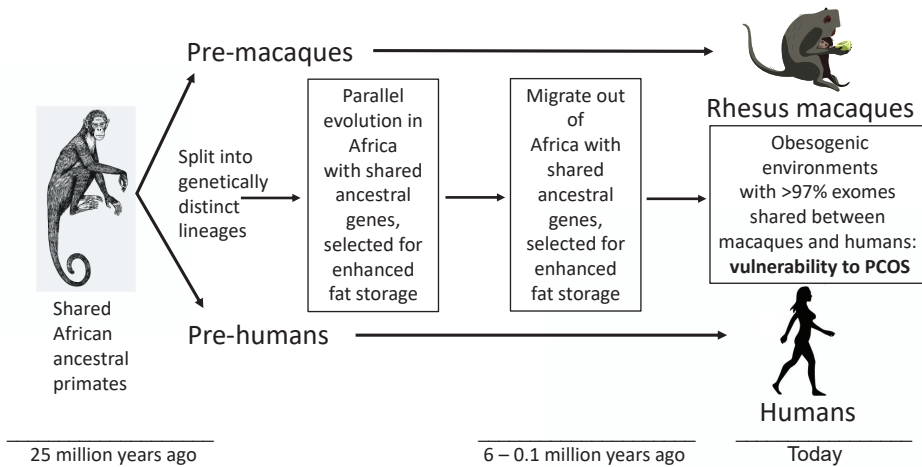 Pre-macaques
Rhesus macaques
Shared
African
ancestral
primates
Split into
genetically
distinct
lineages
Parallel
evolution in
Africa
with shared
ancestral
genes,
selected for
enhanced
fat storage
Migrate out
of
Africa with
shared
ancestral
genes,
selected for
enhanced
fat storage
Obesogenic
environments
with >97% exomes
shared between
macaques and humans:
vulnerability to PCOS
Pre-humans
Humans
25 million years ago
6 – 0.1 million years ago
Today